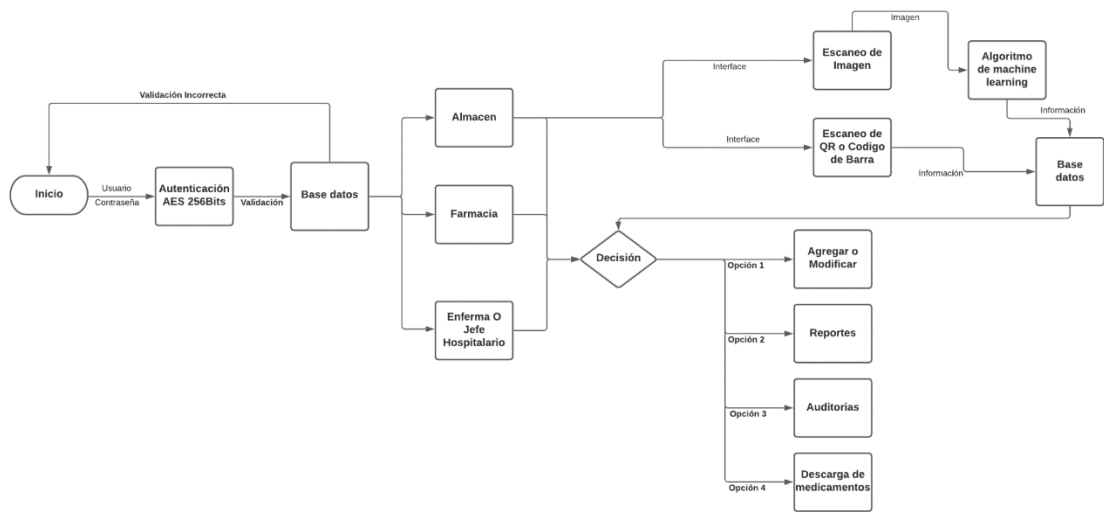 Inicio
Validación Incorrecta
Usuario
Contraseña
Autenticación
AES 256Bits
Validación
Base datos
Almacen
Farmacia
Enferma O
Jefe
Hospitalario
Interface
Escaneo de
Imagen
Imagen
Algoritmo
de machine
learning
Información
Interface
Escaneo de
QR o Codigo
de Barra
Información
Base
datos
Decisión
Opción 1
Agregar o
Modificar
Opción 2
Reportes
Opción 3
Auditorias
Opción 4
Descarga de
medicamentos